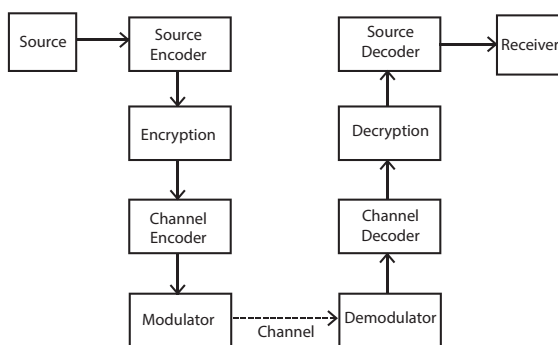 Source
Source
Encoder
Encryption
Channel
Encoder
Modulator
Channel
Demodulator
Channel
Decoder
Decryption
Source
Decoder
Receiver